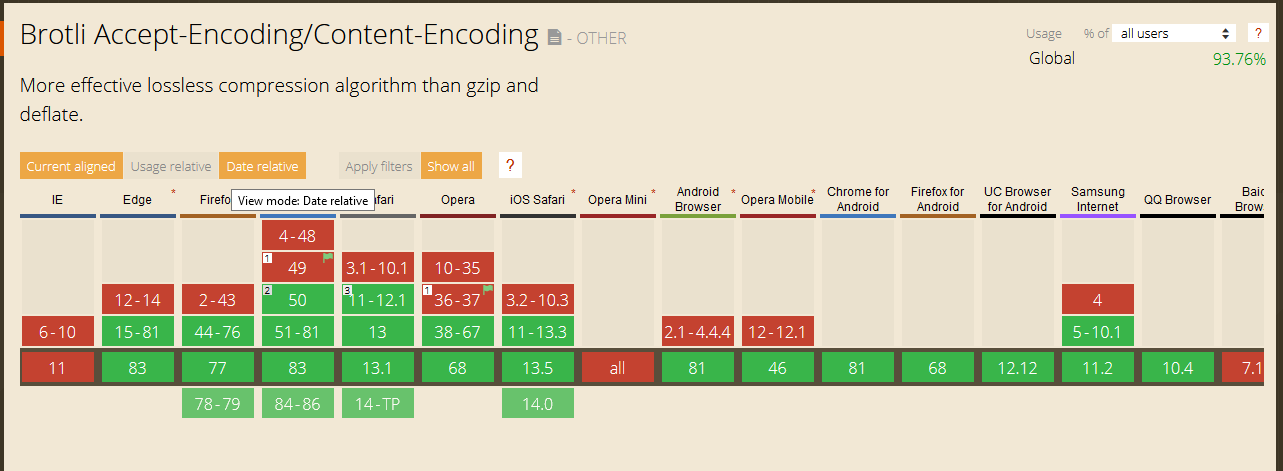 Brotli Accept-Encoding/Content-Encoding - OTHER
Usage % of all users ?
Global 93.76%
More effective lossless compression algorithm than gzip and
deflate.
Current aligned Usage relative Date relative Apply filters Show all ?
IE Edge * Firefo View mode: Date relative fari Opera iOS Safari * Opera Mini * Android Browser * Opera Mobile * Chrome for Android Firefox for Android UC Browser for Android Samsung Internet QQ Browser Baid Brow
4-48
1 49 3.1-10.1 10-35
12-14 2-43 2 50 3 11-12.1 1 36-37 3.2-10.3 4
6-10 15-81 44-76 51-81 13 38-67 11-13.3 2.1-4.4.4 12-12.1 5-10.1
11 83 77 83 13.1 68 13.5 all 81 46 81 68 12.12 11.2 10.4 7.1
78-79 84-86 14-TP 14.0